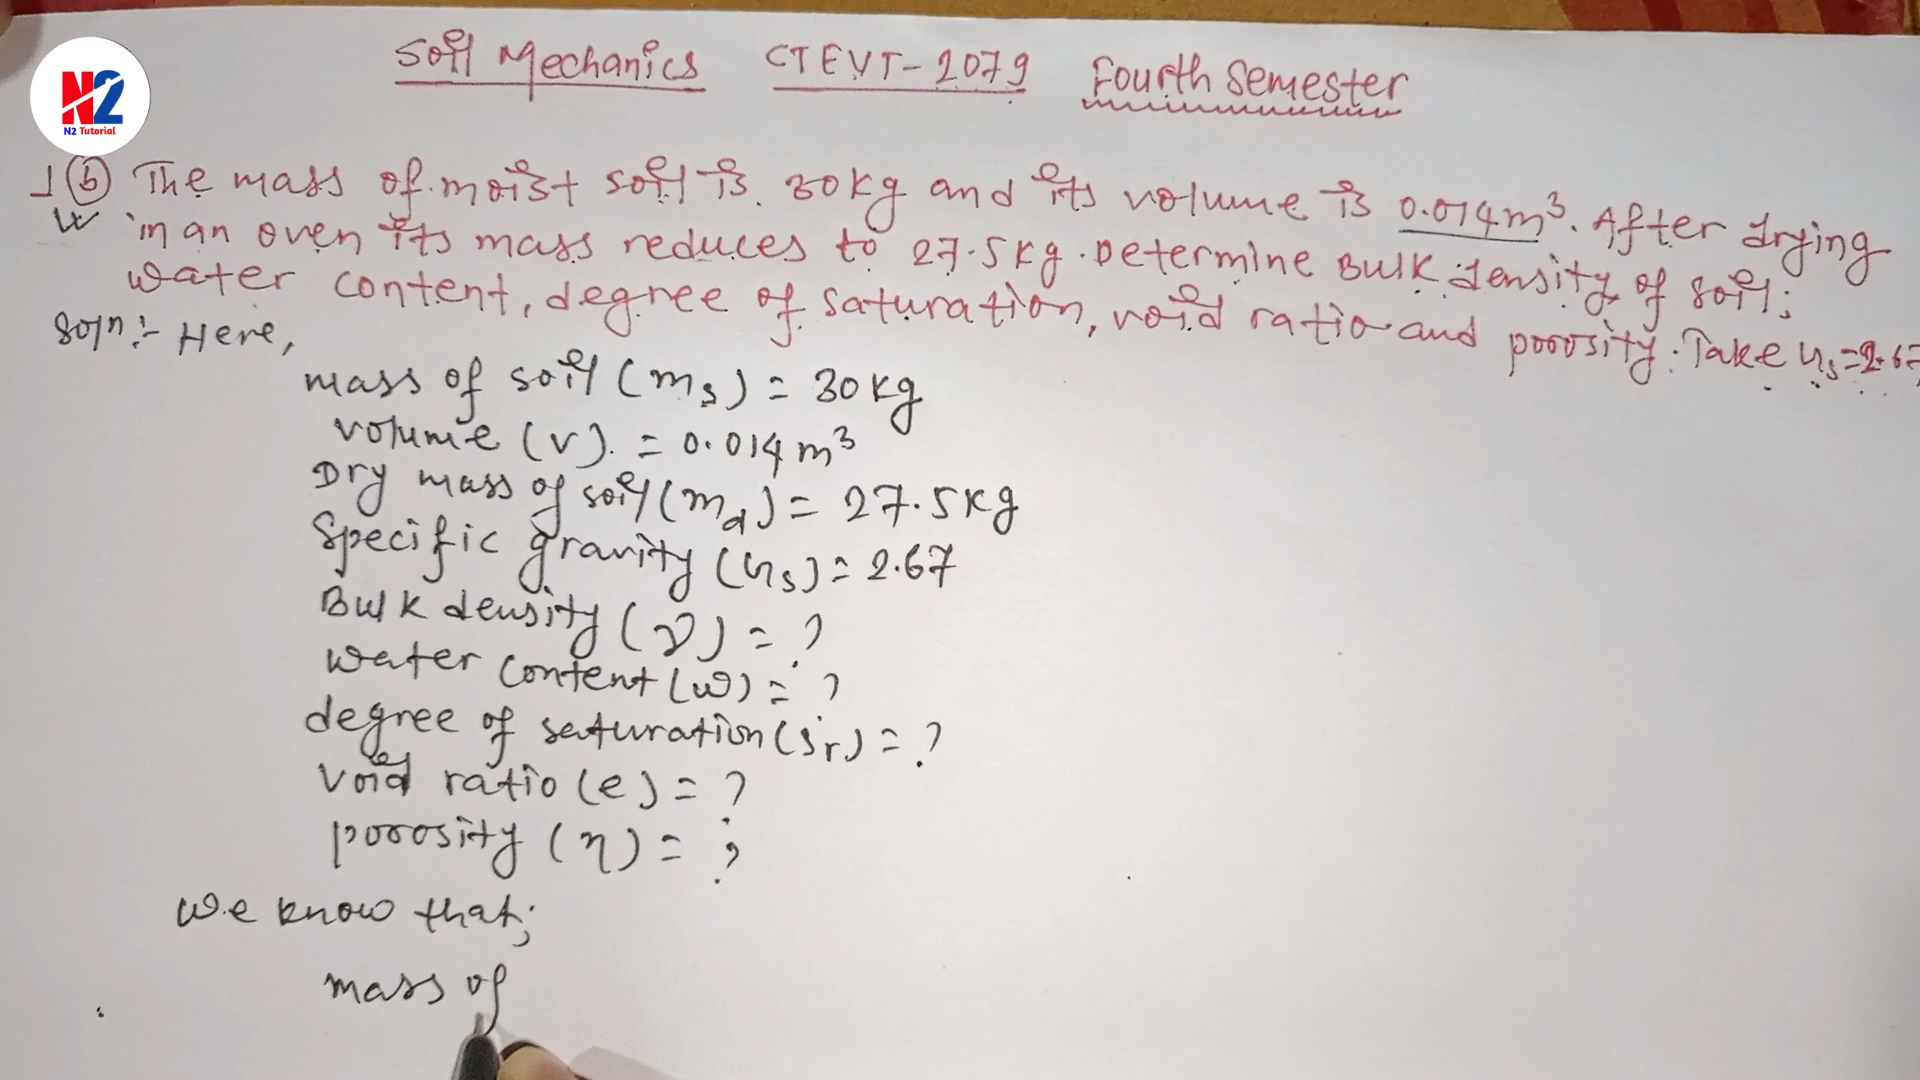 N2
N2 Tutorial
Soil Mechanics CTEVT-2079 Fourth Semester
1(b) The mass of moist soil is 30kg and its volume is 0.014m³. After drying
in an oven its mass reduces to 27.5kg. Determine Bulk density of soil;
water content, degree of saturation, void ratio and porosity. Take Gs=2.67
Solⁿ:- Here,
mass of soil (ms) = 30kg
volume (v) = 0.014m³
Dry mass of soil (md) = 27.5kg
Specific gravity (Gs) = 2.67
Bulk density (γ) = ?
water content (w) = ?
degree of saturation (sr) = ?
void ratio (e) = ?
porosity (η) = ?
we know that;
mass of